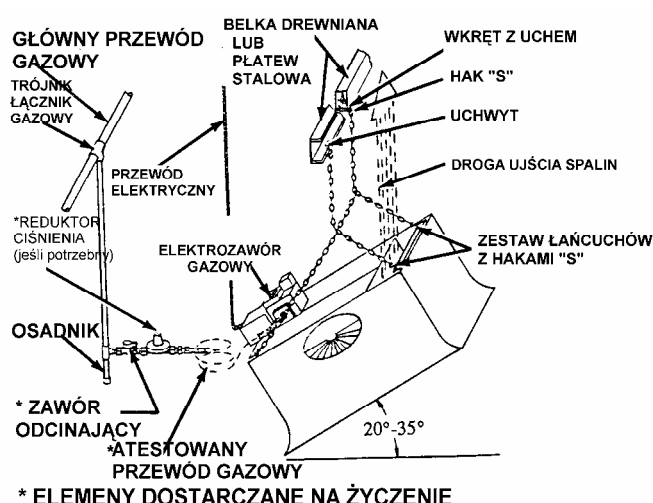 GŁÓWNY PRZEWÓD
GAZOWY
TRÓJNIK
ŁĄCZNIK
GAZOWY
BELKA DREWNIANA
LUB
PŁATEW
STALOWA
WKRĘT Z UCHEM
HAK "S"
UCHWYT
PRZEWÓD
ELEKTRYCZNY
DROGA UJŚCIA SPALIN
*REDUKTOR
CIŚNIENIA
(jeśli potrzebny)
ELEKTROZAWÓR
GAZOWY
ZESTAW ŁAŃCUCHÓW
Z HAKAMI "S"
OSADNIK
* ZAWÓR
ODCINAJĄCY
20°-35°
*ATESTOWANY
PRZEWÓD GAZOWY
* ELEMENY DOSTARCZANE NA ŻYCZENIE